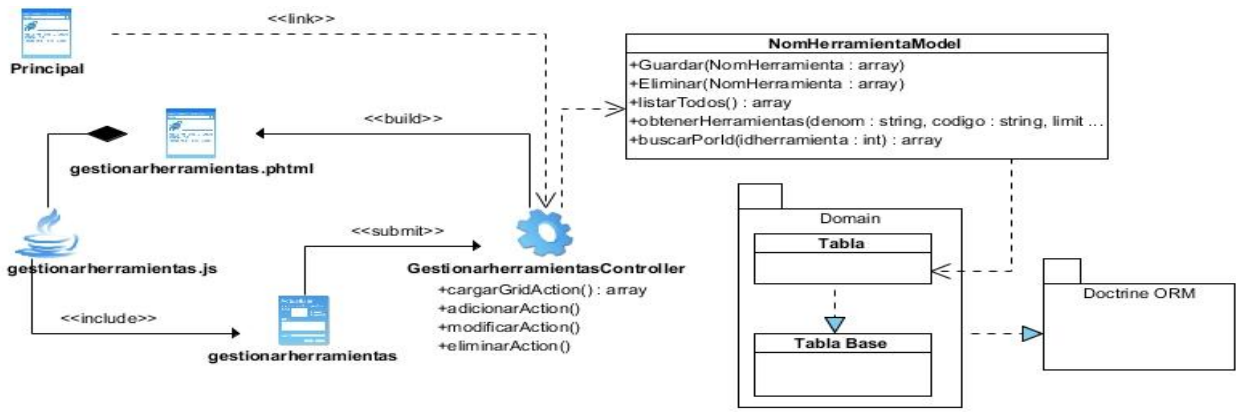 <<link>>
Principal
NomHerramientaModel
+Guardar(NomHerramienta : array)
+Eliminar(NomHerramienta : array)
+listarTodos() : array
+obtenerHerramientas(denom : string, codigo : string, limit ...
+buscarPorId(idherramienta : int) : array
<<build>>
gestionarherramientas.phtml
<<submit>>
gestionarherramientas.js
GestionarherramientasController
+cargarGridAction() : array
+adicionarAction()
+modificarAction()
+eliminarAction()
<<include>>
gestionarherramientas
Domain
Tabla
Tabla Base
Doctrine ORM